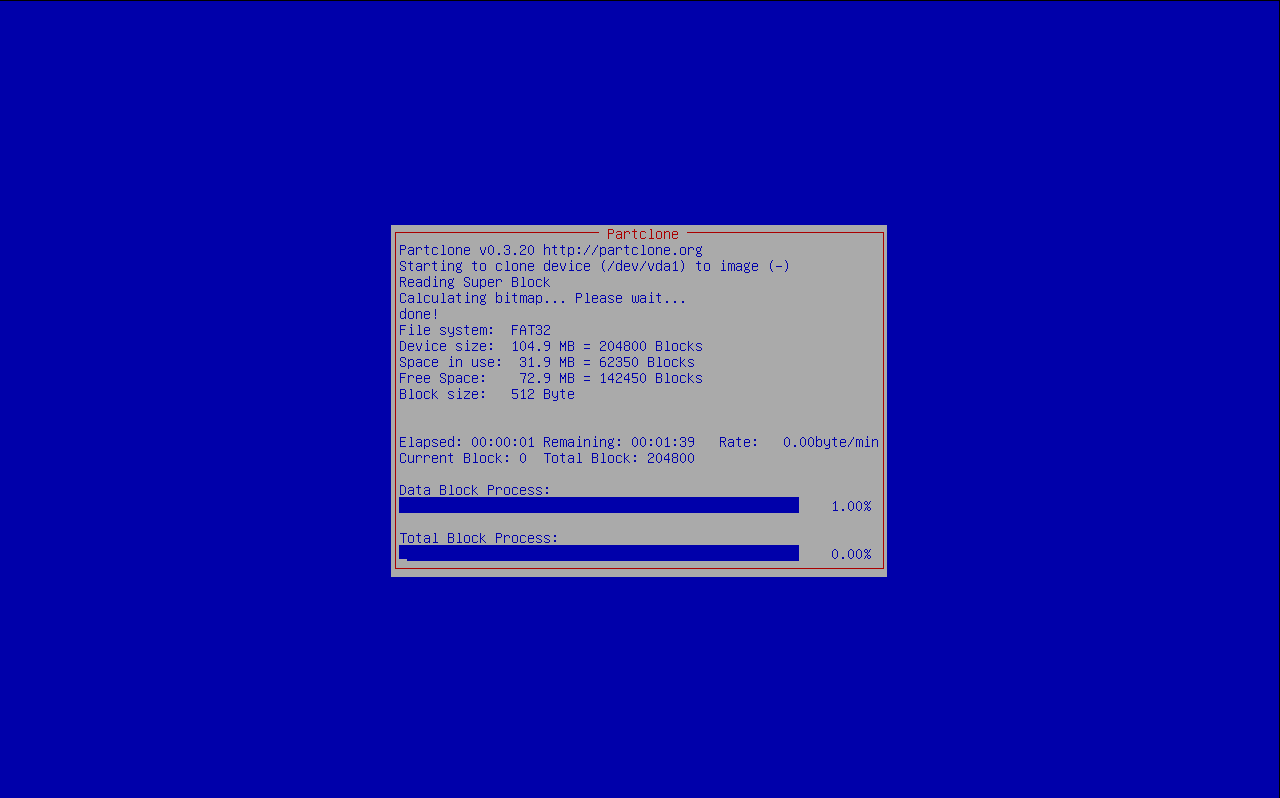 Partclone
Partclone v0.3.20 http://partclone.org
Starting to clone device (/dev/vda1) to image (-)
Reading Super Block
Calculating bitmap... Please wait...
done!
File system:  FAT32
Device size:  104.9 MB = 204800 Blocks
Space in use:  31.9 MB = 62350 Blocks
Free Space:    72.9 MB = 142450 Blocks
Block size:   512 Byte
Elapsed: 00:00:01 Remaining: 00:01:39   Rate:   0.00byte/min
Current Block: 0  Total Block: 204800
Data Block Process:
1.00%
Total Block Process:
0.00%